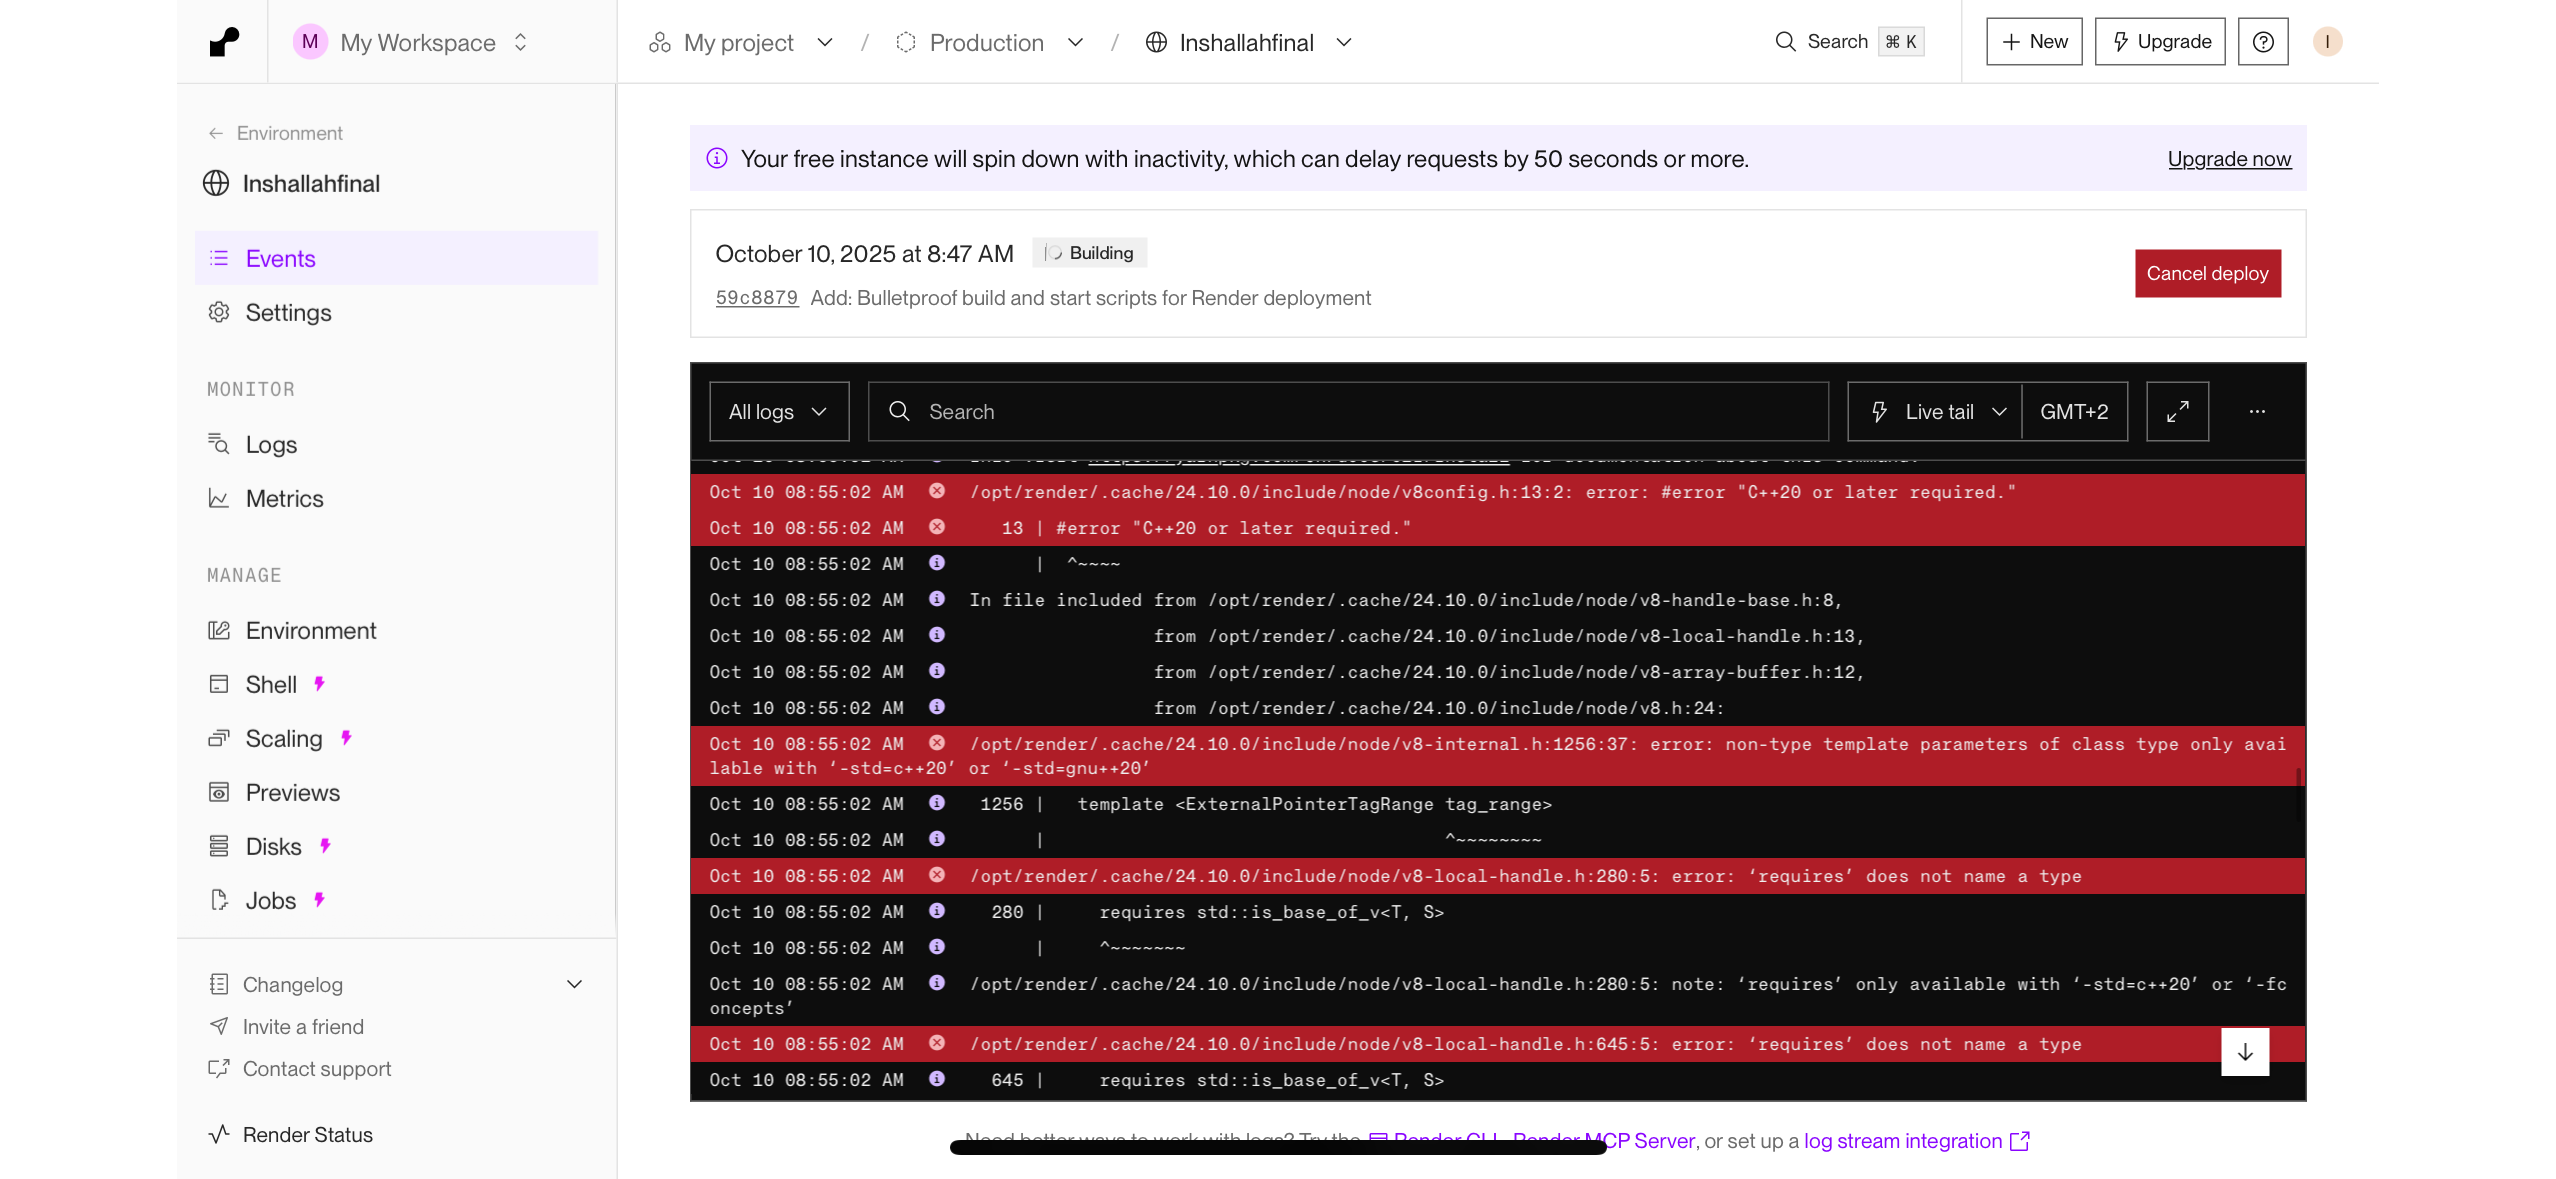 M My Workspace
My project / Production / Inshallahfinal
Search ⌘ K
+ New
Upgrade
I
← Environment
Inshallahfinal
Events
Settings
MONITOR
Logs
Metrics
MANAGE
Environment
Shell
Scaling
Previews
Disks
Jobs
Changelog
Invite a friend
Contact support
Render Status
Your free instance will spin down with inactivity, which can delay requests by 50 seconds or more.
Upgrade now
October 10, 2025 at 8:47 AM Building
59c8879 Add: Bulletproof build and start scripts for Render deployment
Cancel deploy
All logs
Search
Live tail
GMT+2
Oct 10 08:55:02 AM /opt/render/.cache/24.10.0/include/node/v8config.h:13:2: error: #error "C++20 or later required."
Oct 10 08:55:02 AM 13 | #error "C++20 or later required."
Oct 10 08:55:02 AM | ^~~~~
Oct 10 08:55:02 AM In file included from /opt/render/.cache/24.10.0/include/node/v8-handle-base.h:8,
Oct 10 08:55:02 AM from /opt/render/.cache/24.10.0/include/node/v8-local-handle.h:13,
Oct 10 08:55:02 AM from /opt/render/.cache/24.10.0/include/node/v8-array-buffer.h:12,
Oct 10 08:55:02 AM from /opt/render/.cache/24.10.0/include/node/v8.h:24:
Oct 10 08:55:02 AM /opt/render/.cache/24.10.0/include/node/v8-internal.h:1256:37: error: non-type template parameters of class type only avai
lable with ‘-std=c++20’ or ‘-std=gnu++20’
Oct 10 08:55:02 AM 1256 | template <ExternalPointerTagRange tag_range>
Oct 10 08:55:02 AM | ^~~~~~~~~
Oct 10 08:55:02 AM /opt/render/.cache/24.10.0/include/node/v8-local-handle.h:280:5: error: ‘requires’ does not name a type
Oct 10 08:55:02 AM 280 | requires std::is_base_of_v<T, S>
Oct 10 08:55:02 AM | ^~~~~~~~
Oct 10 08:55:02 AM /opt/render/.cache/24.10.0/include/node/v8-local-handle.h:280:5: note: ‘requires’ only available with ‘-std=c++20’ or ‘-fc
oncepts’
Oct 10 08:55:02 AM /opt/render/.cache/24.10.0/include/node/v8-local-handle.h:645:5: error: ‘requires’ does not name a type
Oct 10 08:55:02 AM 645 | requires std::is_base_of_v<T, S>
Need better ways to work with logs? Try the Render CLI, Render MCP Server, or set up a log stream integration